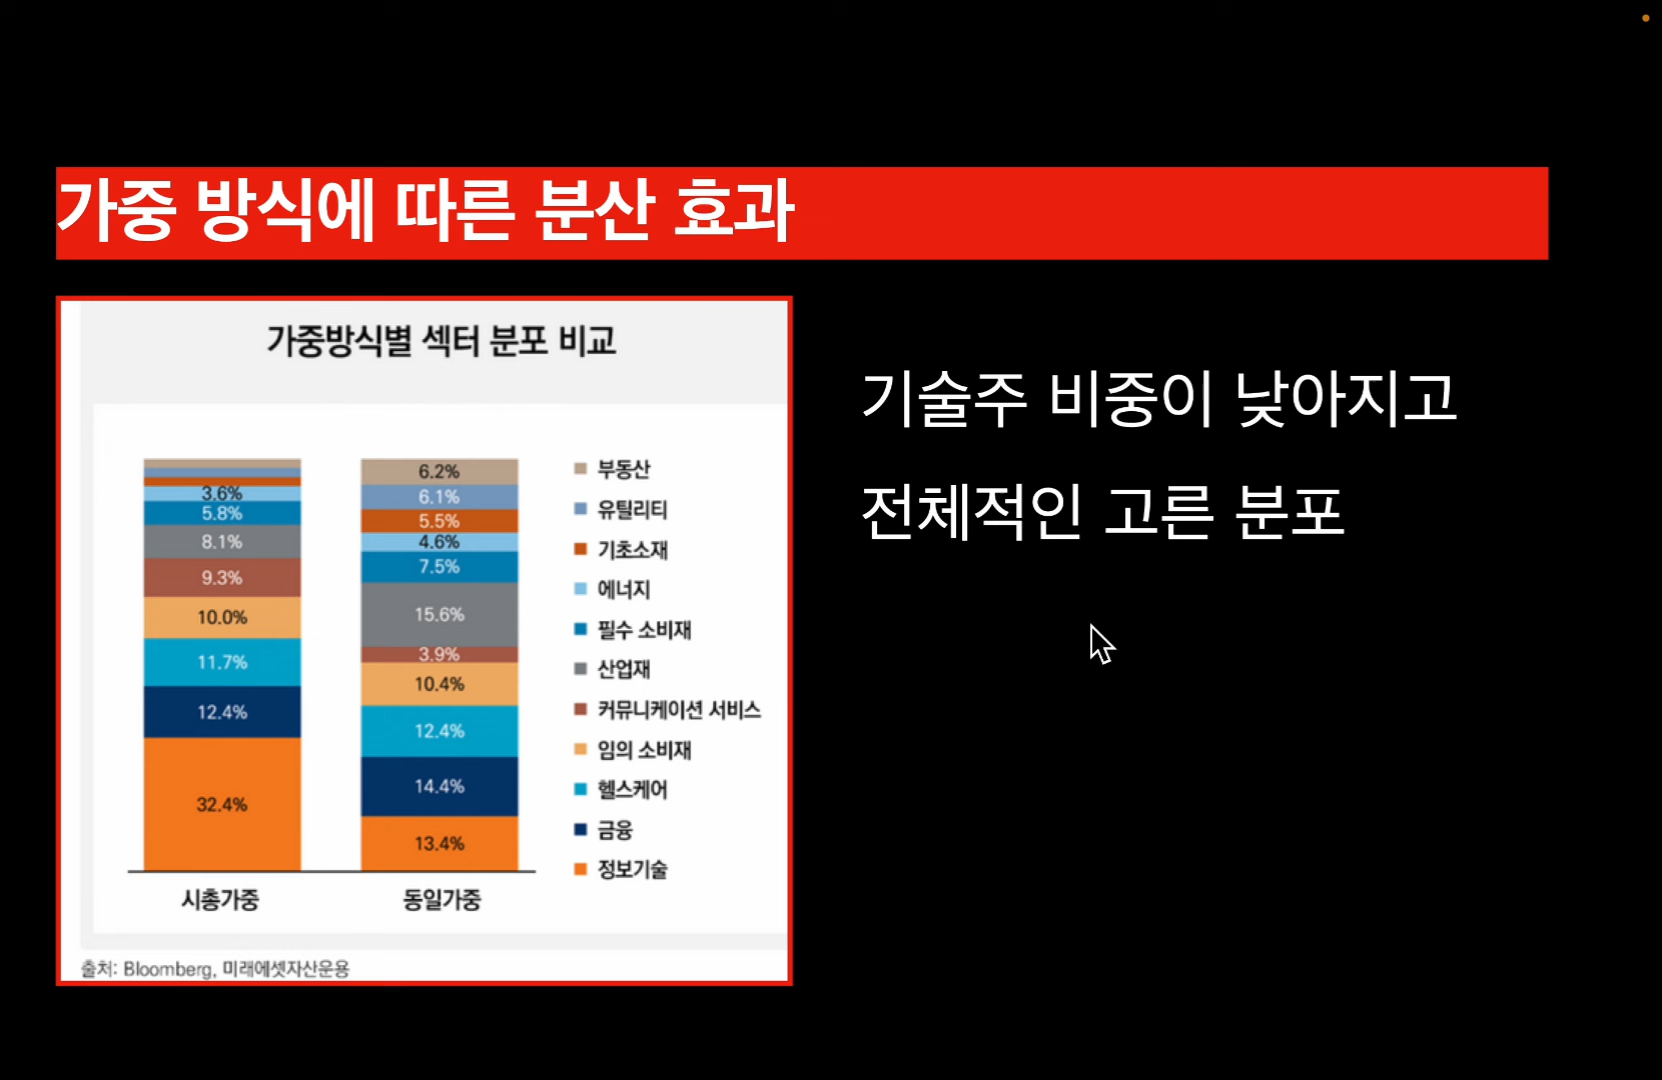 가중 방식에 따른 분산 효과
가중방식별 섹터 분포 비교
3.6%
5.8%
8.1%
9.3%
10.0%
11.7%
12.4%
32.4%
시총가중
6.2%
6.1%
5.5%
4.6%
7.5%
15.6%
3.9%
10.4%
12.4%
14.4%
13.4%
동일가중
부동산
유틸리티
기초소재
에너지
필수 소비재
산업재
커뮤니케이션 서비스
임의 소비재
헬스케어
금융
정보기술
출처: Bloomberg, 미래에셋자산운용
기술주 비중이 낮아지고
전체적인 고른 분포